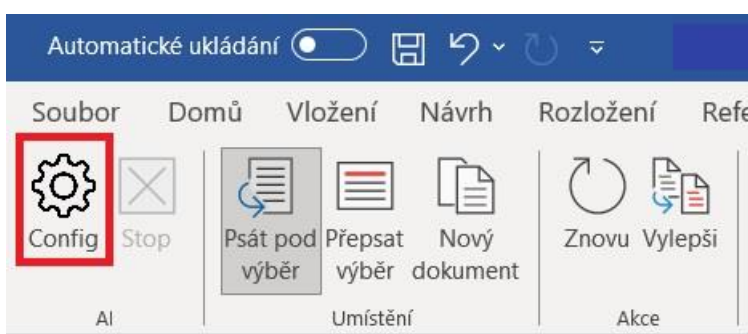 Automatické ukládání
Soubor Domů Vložení Návrh Rozložení Refe
Config Stop Psát pod Přepsat Nový Znovu Vylepši
výběr výběr dokument
AI Umístění Akce